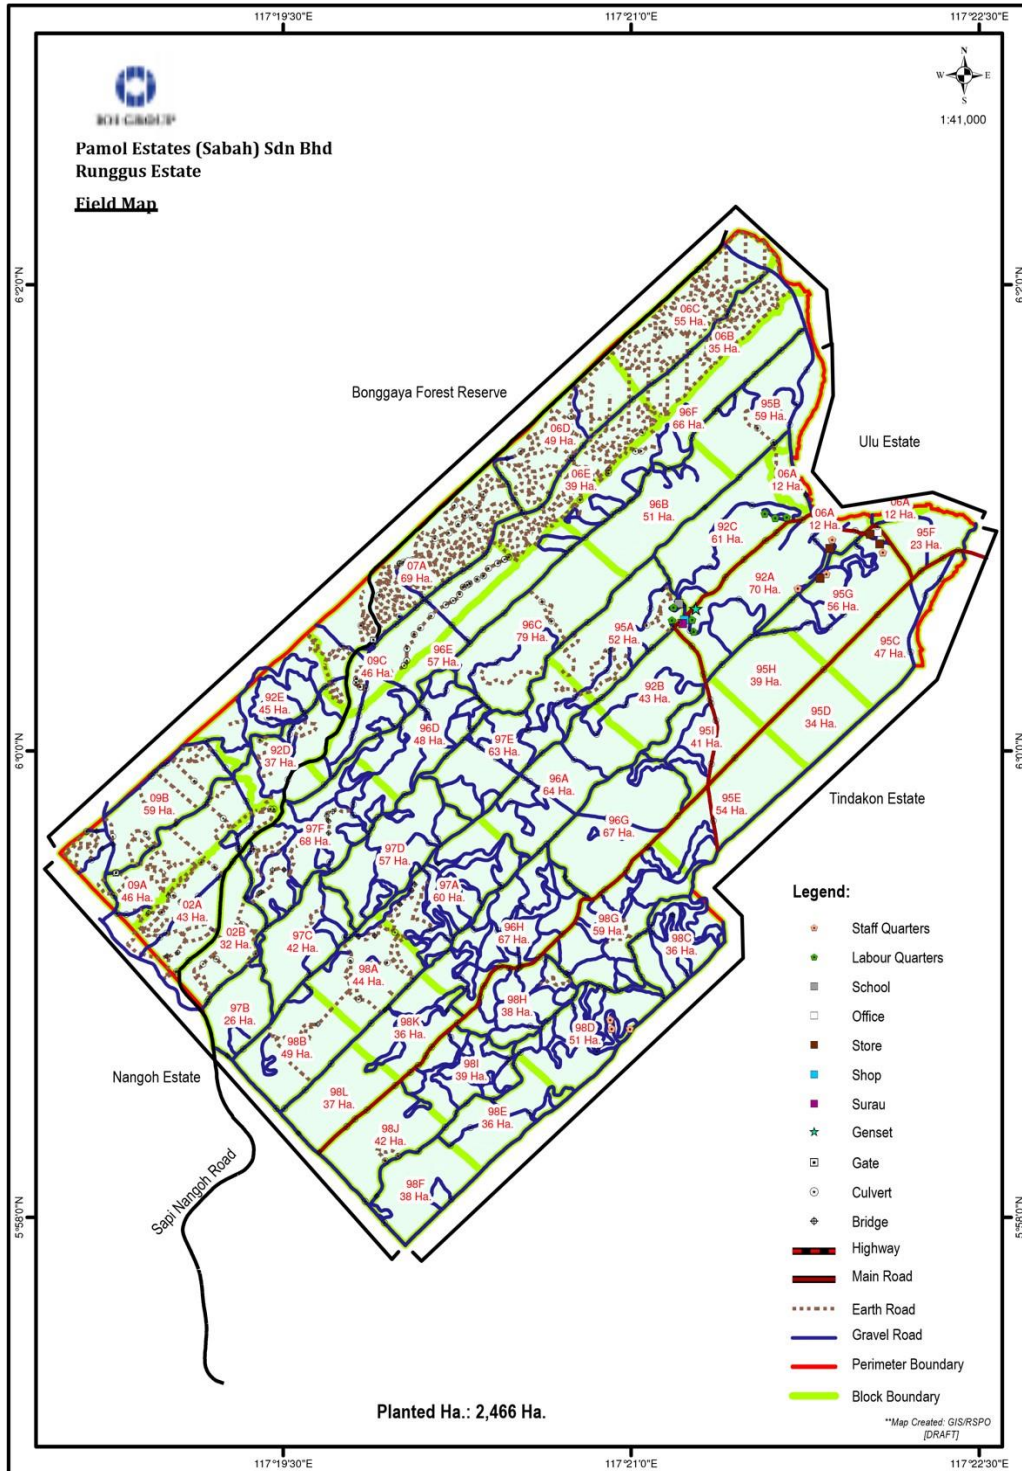 117°19'30"E
117°21'0"E
117°22'30"E
IOI GROUP
Pamol Estates (Sabah) Sdn Bhd
Runggus Estate
Field Map
N
W
E
S
1:41,000
6°2'0"N
6°2'0"N
06C
55 Ha.
06B
35 Ha.
Bonggaya Forest Reserve
95B
59 Ha.
96F
66 Ha.
06D
49 Ha.
Ulu Estate
06E
39 Ha.
06A
12 Ha.
96B
51 Ha.
06A
12 Ha.
06A
12 Ha.
92C
61 Ha.
95F
23 Ha.
07A
69 Ha.
92A
70 Ha.
95G
56 Ha.
96C
79 Ha.
95A
52 Ha.
95C
47 Ha.
96E
57 Ha.
09C
46 Ha.
95H
39 Ha.
92B
43 Ha.
92E
45 Ha.
95D
34 Ha.
96D
48 Ha.
95I
41 Ha.
97E
63 Ha.
92D
37 Ha.
6°0'0"N
6°0'0"N
96A
64 Ha.
09B
59 Ha.
95E
54 Ha.
Tindakon Estate
96G
67 Ha.
97F
68 Ha.
97D
57 Ha.
09A
46 Ha.
97A
60 Ha.
02A
43 Ha.
98G
59 Ha.
96H
67 Ha.
02B
32 Ha.
97C
42 Ha.
98C
36 Ha.
98A
44 Ha.
98H
38 Ha.
97B
26 Ha.
98K
36 Ha.
98D
51 Ha.
98B
49 Ha.
98I
39 Ha.
Nangoh Estate
98L
37 Ha.
98E
36 Ha.
98J
42 Ha.
98F
38 Ha.
Sapi Nangoh Road
5°58'0"N
5°58'0"N
Legend:
Staff Quarters
Labour Quarters
School
Office
Store
Shop
Surau
Genset
Gate
Culvert
Bridge
Highway
Main Road
Earth Road
Gravel Road
Perimeter Boundary
Block Boundary
Planted Ha.: 2,466 Ha.
**Map Created: GIS/RSPO
[DRAFT]
117°19'30"E
117°21'0"E
117°22'30"E